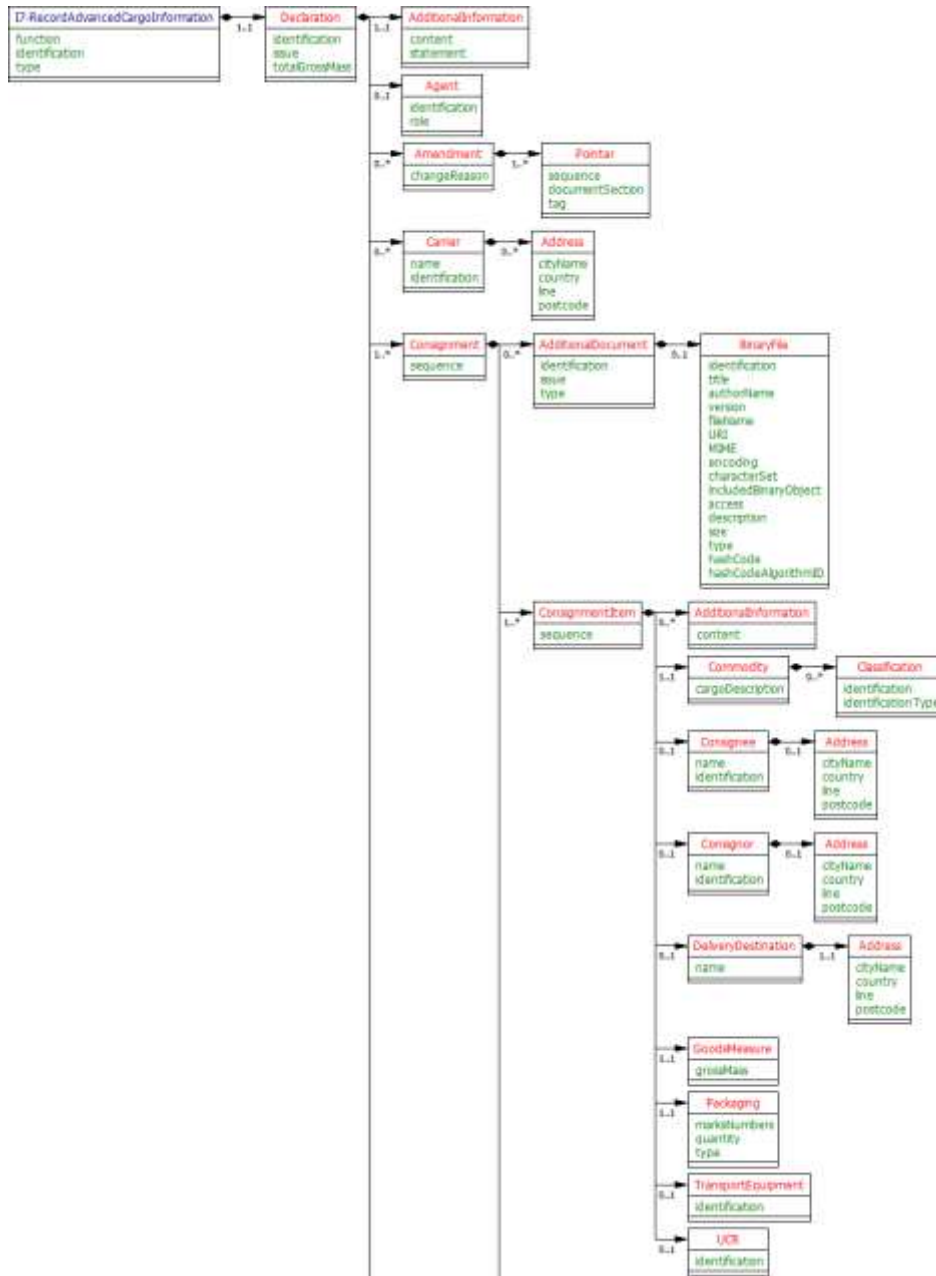 I7-RecordAdvancedCargoInformation
function
identification
type
1..1
Declaration
identification
issue
totalGrossMass
1..1
AdditionalInformation
content
statement
0..1
Agent
identification
role
0..*
Amendment
changeReason
1..*
Pointer
sequence
documentSection
tag
0..*
Carrier
name
identification
0..*
Address
cityName
country
line
postcode
1..*
Consignment
sequence
0..*
AdditionalDocument
identification
issue
type
0..1
BinaryFile
identification
title
authorName
version
fileName
URI
MIME
encoding
characterSet
includedBinaryObject
access
description
size
type
hashCode
hashCodeAlgorithmID
1..*
ConsignmentItem
sequence
0..*
AdditionalInformation
content
1..1
Commodity
cargoDescription
0..*
Classification
identification
identificationType
0..1
Consignee
name
identification
0..1
Address
cityName
country
line
postcode
0..1
Consignor
name
identification
0..1
Address
cityName
country
line
postcode
0..1
DeliveryDestination
name
1..1
Address
cityName
country
line
postcode
1..1
GoodsMeasure
grossMass
1..1
Packaging
marksNumbers
quantity
type
0..1
TransportEquipment
identification
0..1
UCR
identification